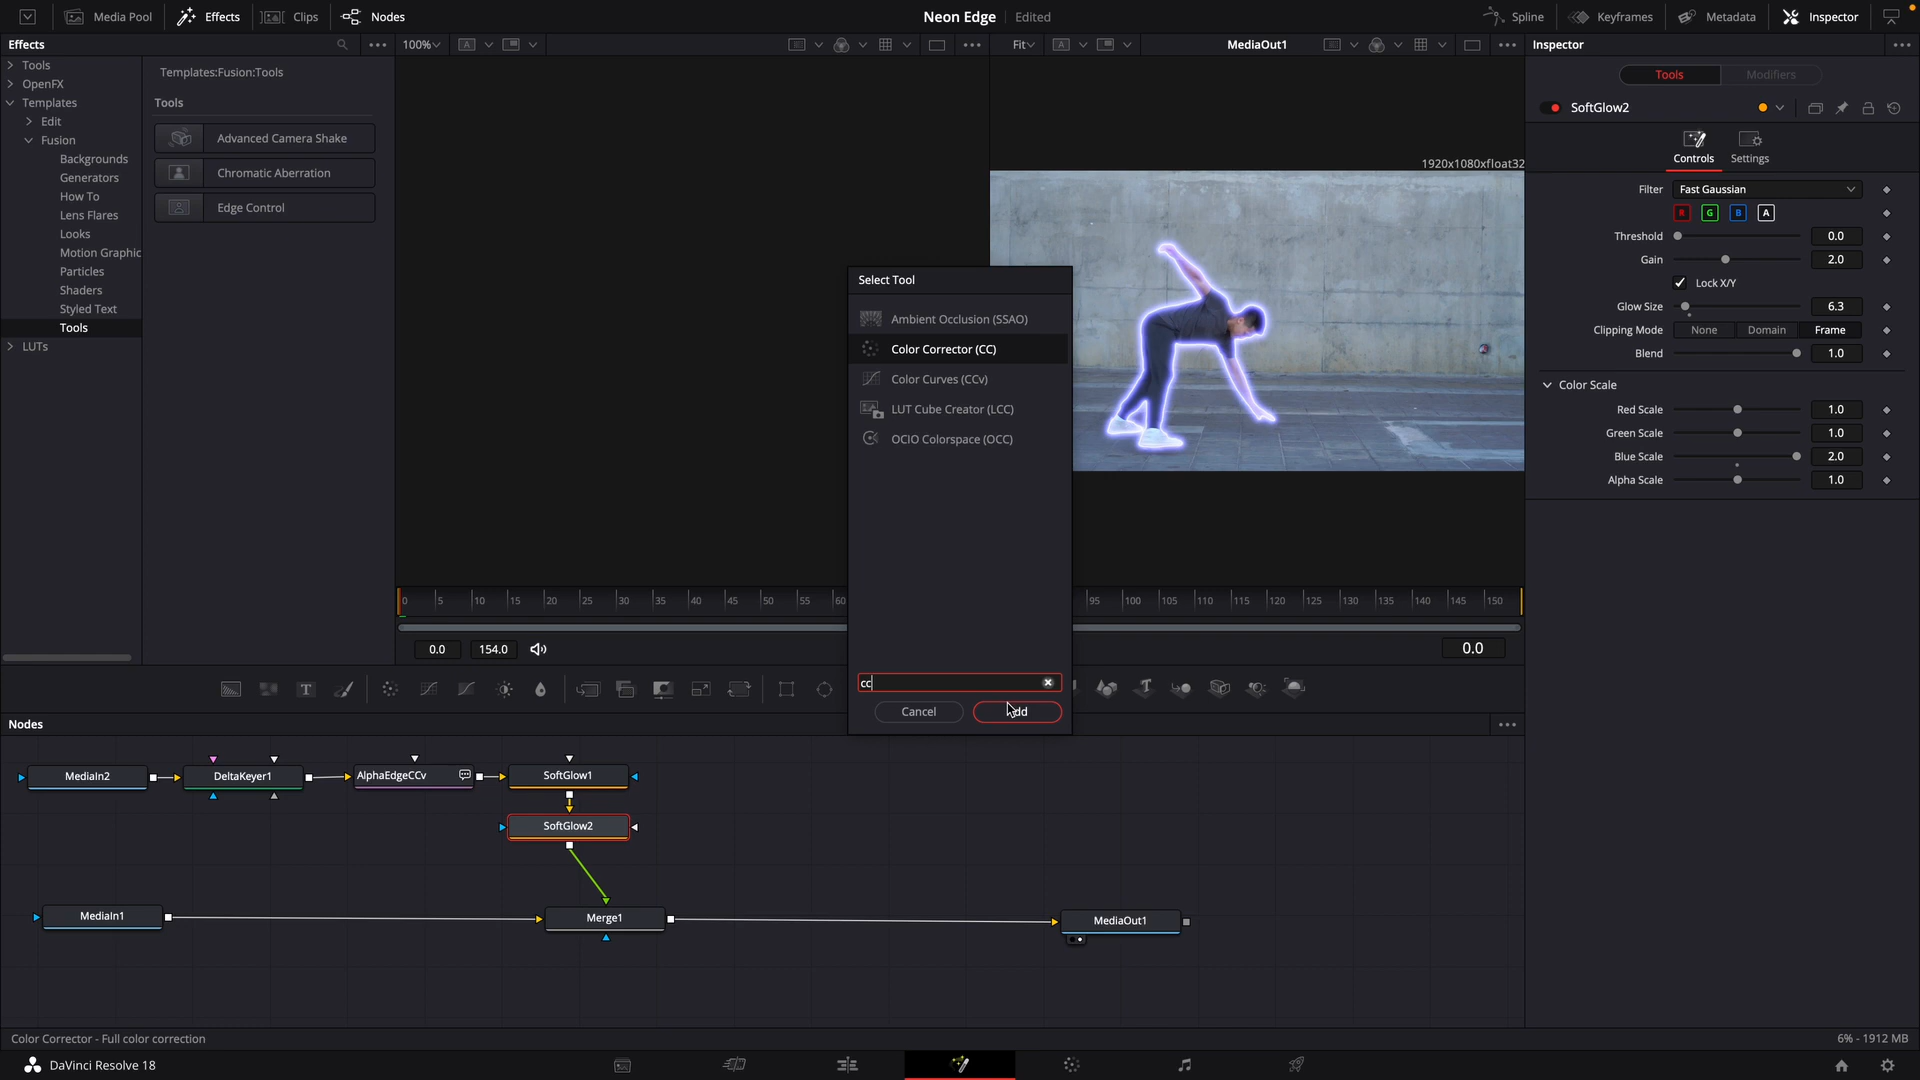 Media Pool Effects Clips Nodes Neon Edge Edited Spline Keyframes Metadata Inspector
Effects 100% A Fit A MediaOut1 Inspector
Tools
OpenFX
Templates
Edit
Fusion
Backgrounds
Generators
How To
Lens Flares
Looks
Motion Graphic
Particles
Shaders
Styled Text
Tools
LUTs
Templates:Fusion:Tools
Tools
Advanced Camera Shake
Chromatic Aberration
Edge Control
1920x1080xfloat32
Select Tool
Ambient Occlusion (SSAO)
Color Corrector (CC)
Color Curves (CCv)
LUT Cube Creator (LCC)
OCIO Colorspace (OCC)
cc
Cancel
Tools Modifiers
SoftGlow2
Controls Settings
Filter Fast Gaussian
R G B A
Threshold 0.0
Gain 2.0
Lock X/Y
Glow Size 6.3
Clipping Mode None Domain Frame
Blend 1.0
Color Scale
Red Scale 1.0
Green Scale 1.0
Blue Scale 2.0
Alpha Scale 1.0
0 5 10 15 20 25 30 35 40 45 50 55 60 95 100 105 110 115 120 125 130 135 140 145 150
0.0 154.0 0.0
T T
Nodes
MediaIn2 DeltaKeyer1 AlphaEdgeCCv SoftGlow1
SoftGlow2
MediaIn1 Merge1 MediaOut1
Color Corrector - Full color correction 6% - 1912 MB
DaVinci Resolve 18